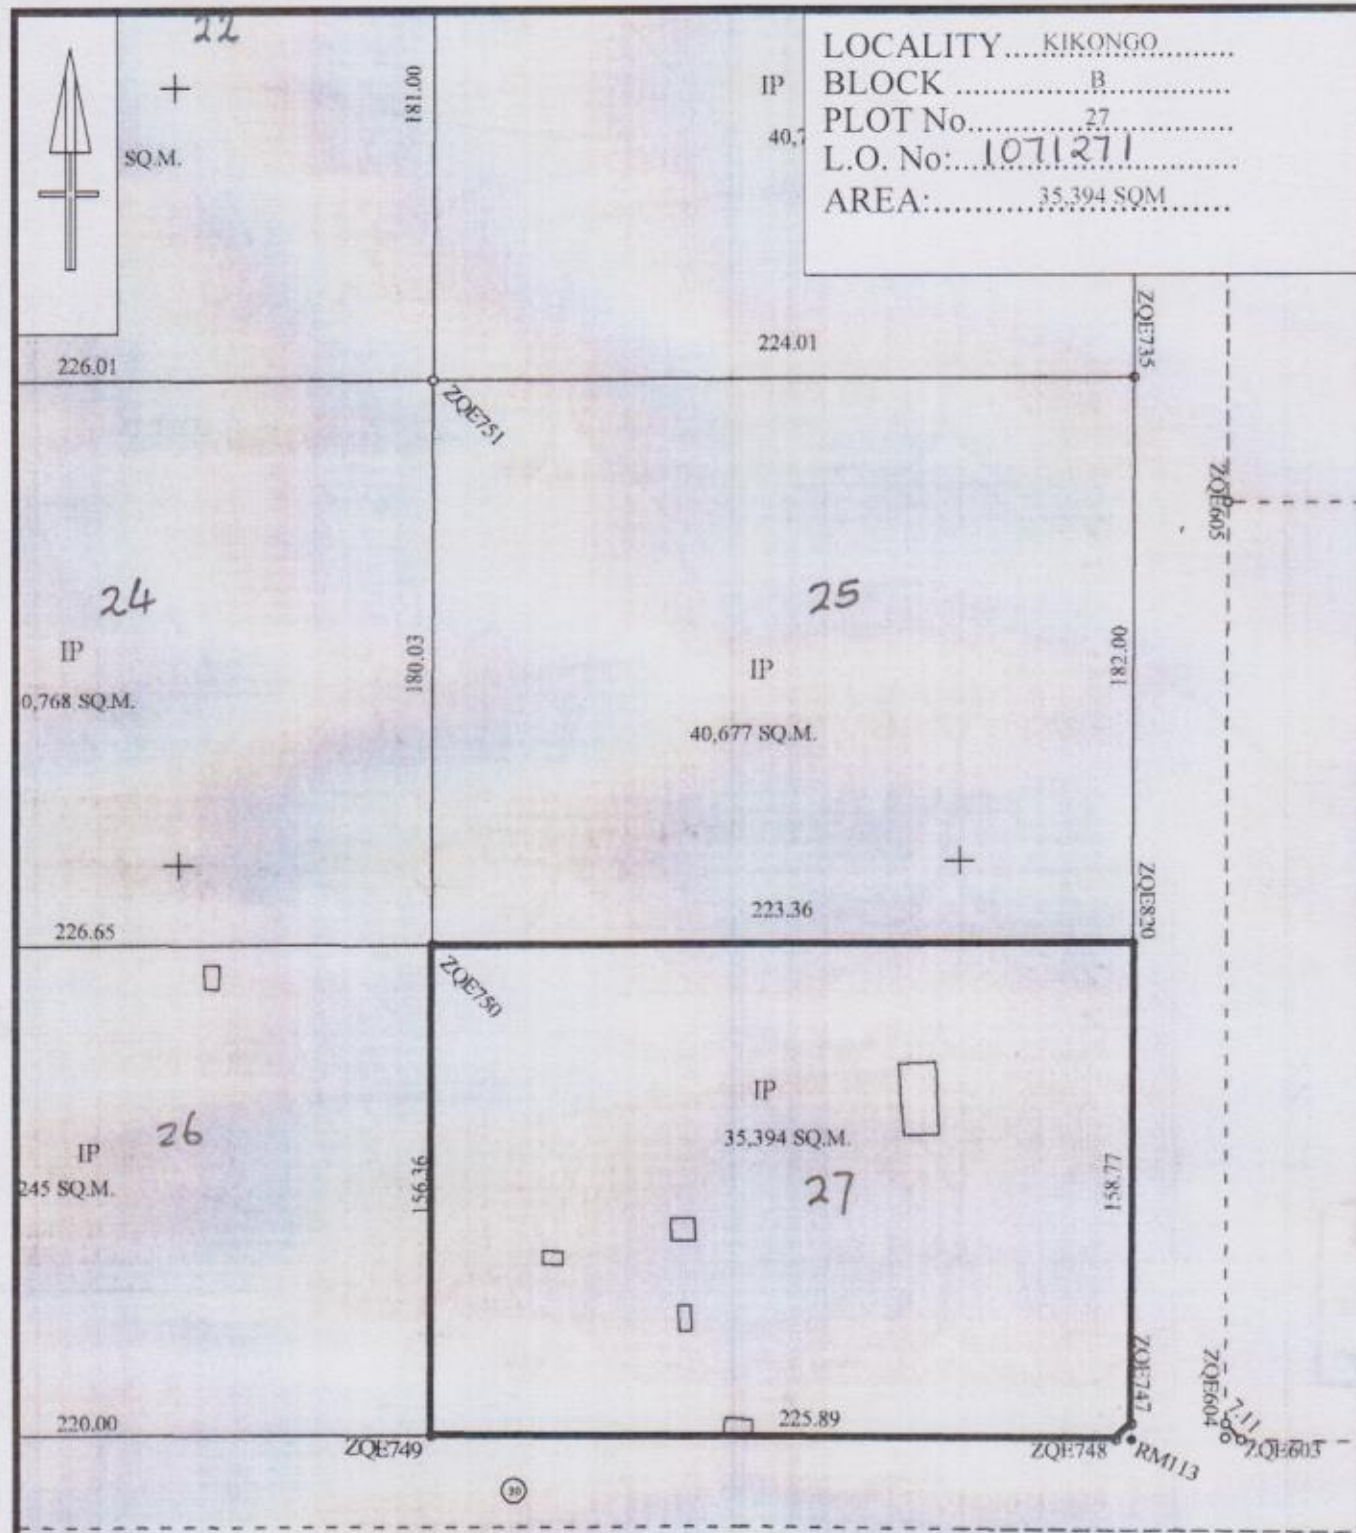 22
SQ.M.
181.00
IP
40,7
LOCALITY....KIKONGO..........
BLOCK ................B................
PLOT No.............27...............
L.O. No:...1071271................
AREA:............35,394 SQM.......
226.01
224.01
ZQE735
ZQE751
ZQE605
24
IP
0,768 SQ.M.
180.03
25
IP
40,677 SQ.M.
182.00
226.65
223.36
ZQE820
ZQE750
IP
35,394 SQ.M.
27
26
IP
245 SQ.M.
156.36
158.77
ZQE747
ZQE604
7.11
220.00
225.89
ZQE749
ZQE748
RM113
ZQE603
30